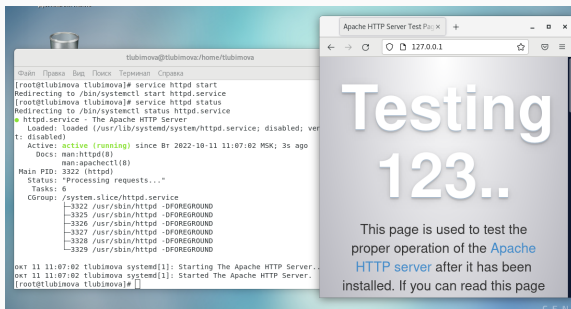 tlubimova@tlubimova:/home/tlubimova
Файл Правка Вид Поиск Терминал Справка
[root@tlubimova tlubimova]# service httpd start
Redirecting to /bin/systemctl start httpd.service
[root@tlubimova tlubimova]# service httpd status
Redirecting to /bin/systemctl status httpd.service
● httpd.service - The Apache HTTP Server
Loaded: loaded (/usr/lib/systemd/system/httpd.service; disabled; ven
t: disabled)
Active: active (running) since Вт 2022-10-11 11:07:02 MSK; 3s ago
Docs: man:httpd(8)
man:apachectl(8)
Main PID: 3322 (httpd)
Status: "Processing requests..."
Tasks: 6
CGroup: /system.slice/httpd.service
├─3322 /usr/sbin/httpd -DFOREGROUND
├─3325 /usr/sbin/httpd -DFOREGROUND
├─3326 /usr/sbin/httpd -DFOREGROUND
├─3327 /usr/sbin/httpd -DFOREGROUND
├─3328 /usr/sbin/httpd -DFOREGROUND
└─3329 /usr/sbin/httpd -DFOREGROUND
окт 11 11:07:02 tlubimova systemd[1]: Starting The Apache HTTP Server..
окт 11 11:07:02 tlubimova systemd[1]: Started The Apache HTTP Server.
[root@tlubimova tlubimova]#
Apache HTTP Server Test Pag
127.0.0.1
Testing
123..
This page is used to test the
proper operation of the Apache
HTTP server after it has been
installed. If you can read this page